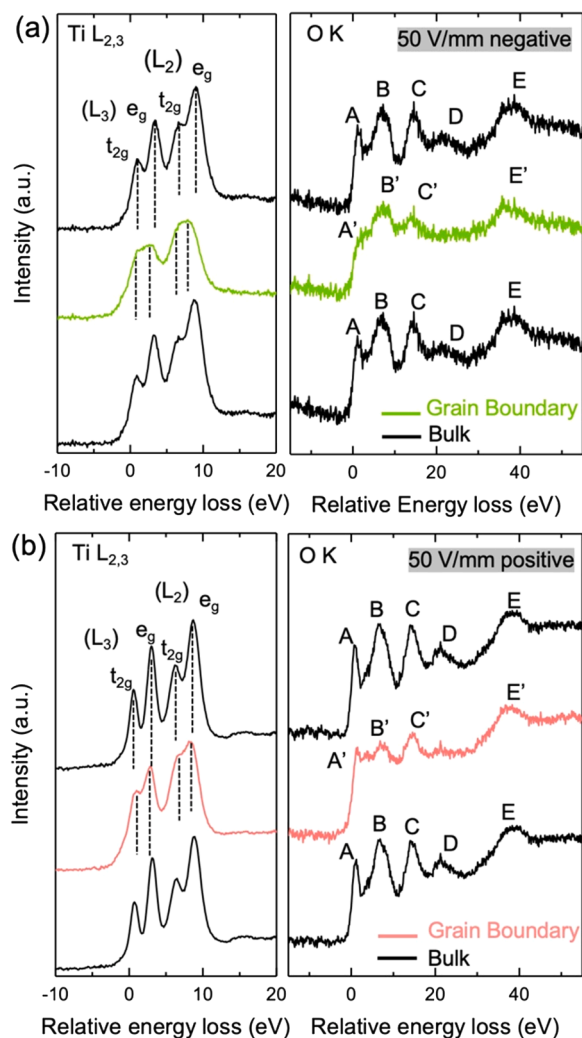 (a)
Ti L2,3
(L2)
(L3) eg t2g eg
t2g
O K
50 V/mm negative
A B C D E
A' B' C' E'
A B C D E
Grain Boundary
Bulk
Intensity (a.u.)
-10 0 10 20
0 20 40
Relative energy loss (eV)
Relative Energy loss (eV)
(b)
Ti L2,3
(L2)
(L3) eg t2g eg
t2g
O K
50 V/mm positive
A B C D E
A' B' C' E'
A B C D E
Grain Boundary
Bulk
Intensity (a.u.)
-10 0 10 20
0 20 40
Relative energy loss (eV)
Relative energy loss (eV)